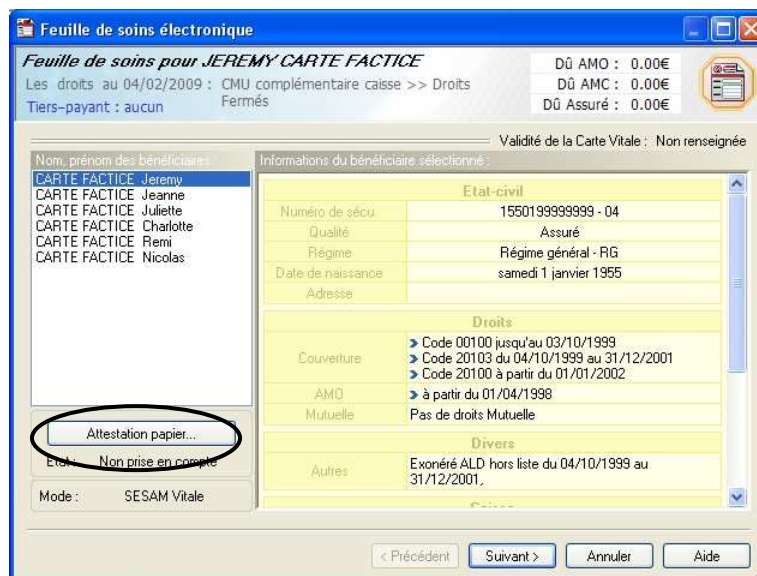 Feuille de soins électronique
Feuille de soins pour JEREMY CARTE FACTICE
Les droits au 04/02/2009 : CMU complémentaire caisse >> Droits Fermés
Tiers-payant : aucun
Dû AMO : 0.00€
Dû AMC : 0.00€
Dû Assuré : 0.00€
Validité de la Carte Vitale : Non renseignée
Nom, prénom des bénéficiaires :
CARTE FACTICE Jeremy
CARTE FACTICE Jeanne
CARTE FACTICE Juliette
CARTE FACTICE Charlotte
CARTE FACTICE Remi
CARTE FACTICE Nicolas
Attestation papier...
Etat : Non prise en compte
Mode : SESAM Vitale
Informations du bénéficiaire sélectionné :
Etat-civil
Numéro de sécu. 1550199999999 - 04
Qualité Assuré
Régime Régime général - RG
Date de naissance samedi 1 janvier 1955
Adresse
Droits
Couverture
> Code 00100 jusqu'au 03/10/1999
> Code 20103 du 04/10/1999 au 31/12/2001
> Code 20100 à partir du 01/01/2002
AMO > à partir du 01/04/1998
Mutuelle Pas de droits Mutuelle
Divers
Autres Exonéré ALD hors liste du 04/10/1999 au
31/12/2001,
< Précédent Suivant > Annuler Aide